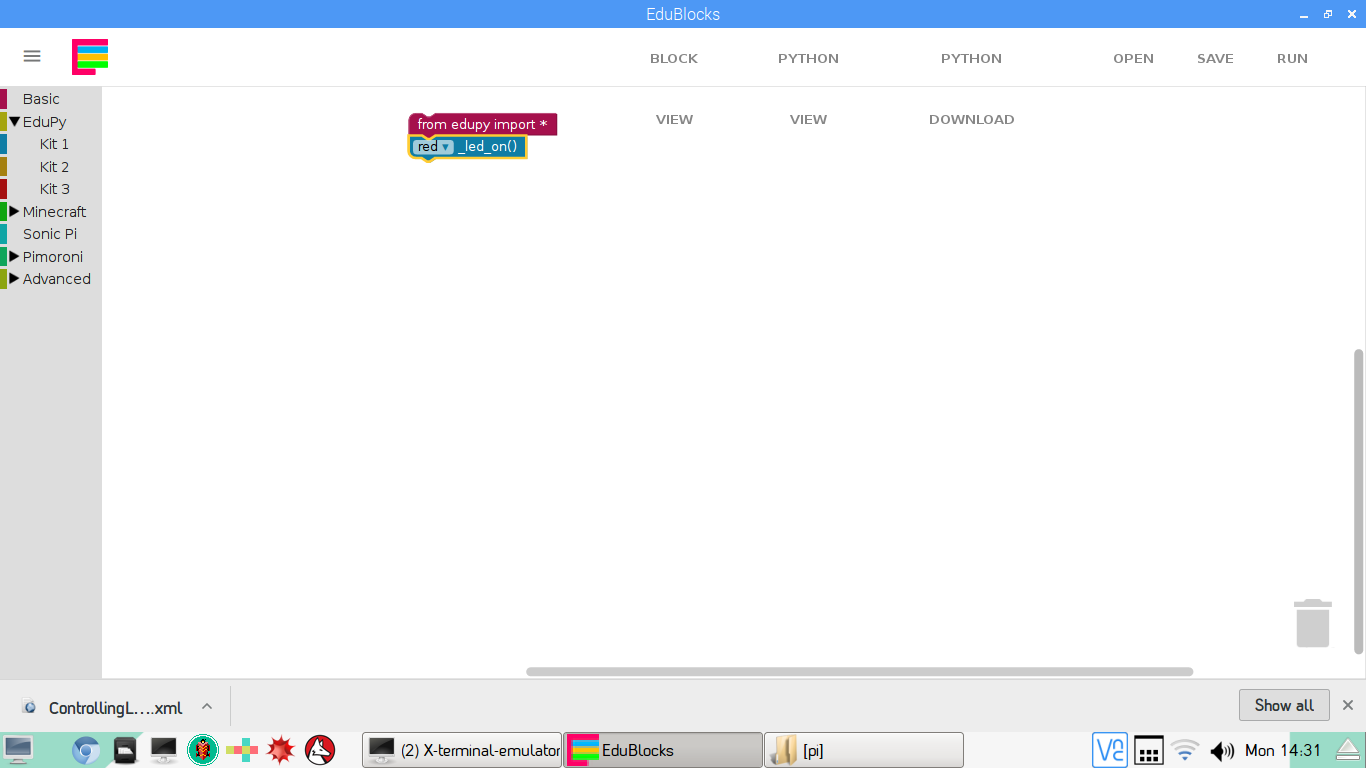 EduBlocks
BLOCK VIEW
PYTHON VIEW
PYTHON DOWNLOAD
OPEN
SAVE
RUN
Basic
EduPy
Kit 1
Kit 2
Kit 3
Minecraft
Sonic Pi
Pimoroni
Advanced
from edupy import *
red _led_on()
ControllingL....xml
Show all
(2) X-terminal-emulator
EduBlocks
[pi]
Mon 14:31